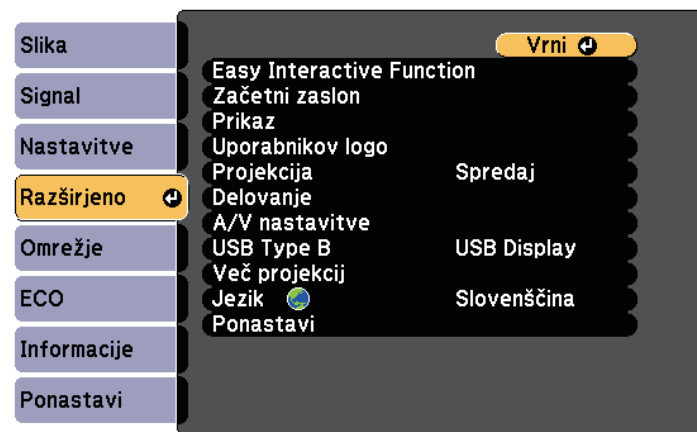 Slika
Signal
Nastavitve
Razširjeno
Omrežje
ECO
Informacije
Ponastavi
Vrni
Easy Interactive Function
Začetni zaslon
Prikaz
Uporabnikov logo
Projekcija Spredaj
Delovanje
A/V nastavitve
USB Type B USB Display
Več projekcij
Jezik Slovenščina
Ponastavi